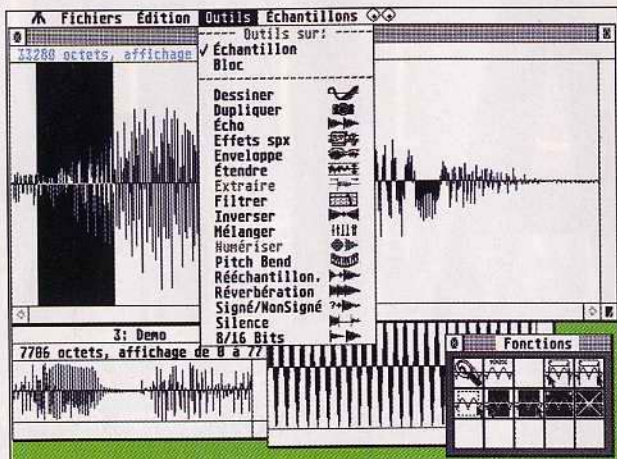 Fichiers Édition Outils Échantillons
33280 octets, affichage
Outils sur:
✓ Échantillon
Bloc
Dessiner
Dupliquer
Écho
Effets spx
Enveloppe
Étendre
Extraire
Filtrer
Inverser
Mélanger
Numériser
Pitch Bend
Rééchantillon.
Réverbération
Signé/NonSigné
Silence
8/16 Bits
3: Demo
7706 octets, affichage de 0 à 77
Fonctions